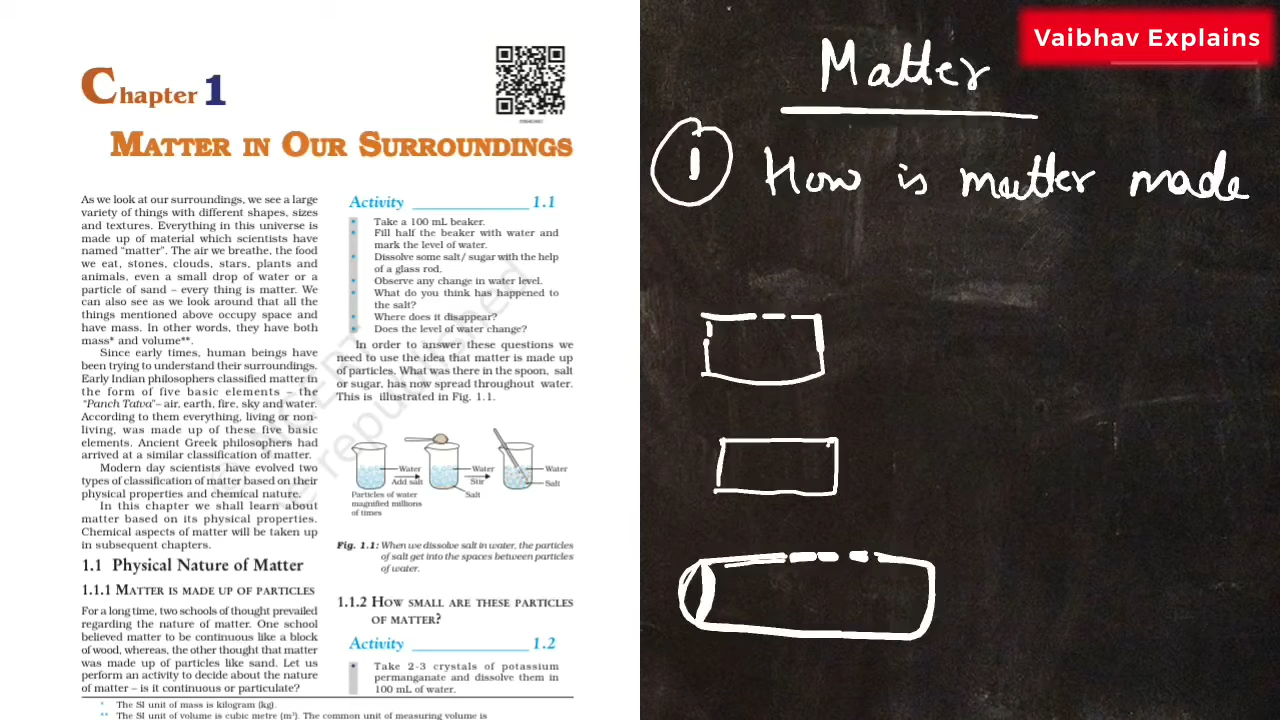 Chapter 1
MATTER IN OUR SURROUNDINGS
As we look at our surroundings, we see a large
variety of things with different shapes, sizes
and textures. Everything in this universe is
made up of material which scientists have
named “matter”. The air we breathe, the food
we eat, stones, clouds, stars, plants and
animals, even a small drop of water or a
particle of sand – every thing is matter. We
can also see as we look around that all the
things mentioned above occupy space and
have mass. In other words, they have both
mass* and volume**.
Since early times, human beings have
been trying to understand their surroundings.
Early Indian philosophers classified matter in
the form of five basic elements – the
“Panch Tatva”– air, earth, fire, sky and water.
According to them everything, living or non-
living, was made up of these five basic
elements. Ancient Greek philosophers had
arrived at a similar classification of matter.
Modern day scientists have evolved two
types of classification of matter based on their
physical properties and chemical nature.
In this chapter we shall learn about
matter based on its physical properties.
Chemical aspects of matter will be taken up
in subsequent chapters.
1.1 Physical Nature of Matter
1.1.1 MATTER IS MADE UP OF PARTICLES
For a long time, two schools of thought prevailed
regarding the nature of matter. One school
believed matter to be continuous like a block
of wood, whereas, the other thought that matter
was made up of particles like sand. Let us
perform an activity to decide about the nature
of matter – is it continuous or particulate?
Activity 1.1
• Take a 100 mL beaker.
• Fill half the beaker with water and
mark the level of water.
• Dissolve some salt/ sugar with the help
of a glass rod.
• Observe any change in water level.
• What do you think has happened to
the salt?
• Where does it disappear?
• Does the level of water change?
In order to answer these questions we
need to use the idea that matter is made up
of particles. What was there in the spoon, salt
or sugar, has now spread throughout water.
This is illustrated in Fig. 1.1.
Water Water Water
Add salt Stir Salt
Salt
Particles of water
magnified millions
of times
Fig. 1.1: When we dissolve salt in water, the particles
of salt get into the spaces between particles
of water.
1.1.2 HOW SMALL ARE THESE PARTICLES
OF MATTER?
Activity 1.2
• Take 2-3 crystals of potassium
permanganate and dissolve them in
100 mL of water.
* The SI unit of mass is kilogram (kg).
** The SI unit of volume is cubic metre (m³). The common unit of measuring volume is
Vaibhav Explains
Matter
1 How is matter made